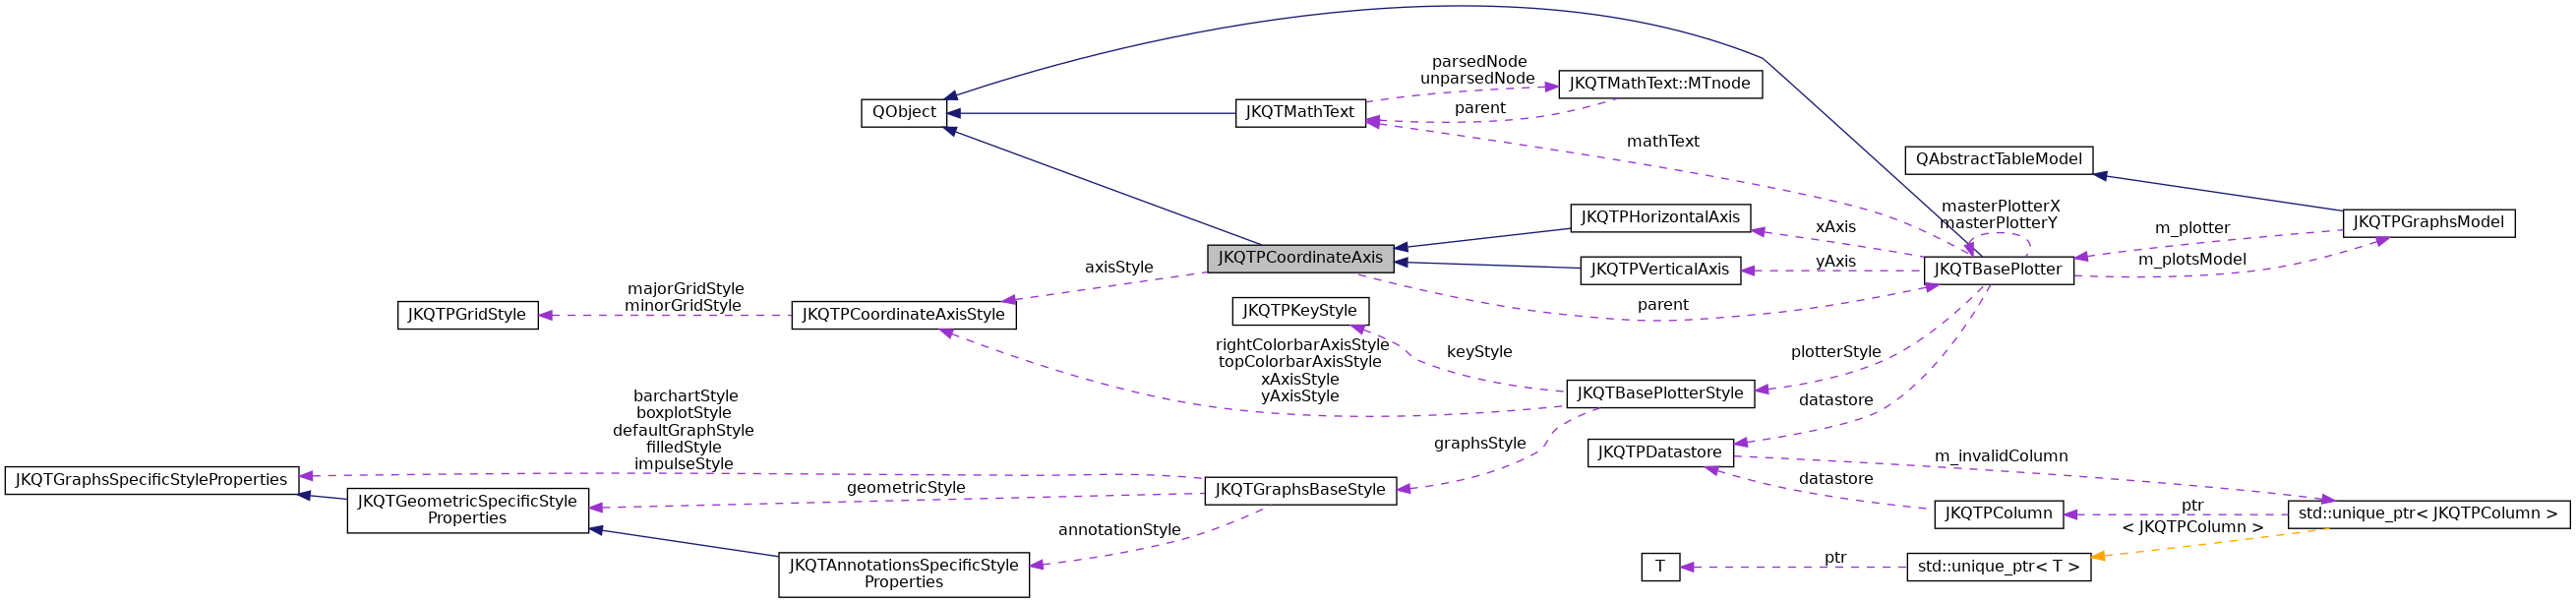 parsedNode
unparsedNode
JKQTMathText::MTnode
QObject
JKQTMathText
parent
mathText
QAbstractTableModel
masterPlotterX
masterPlotterY
JKQTPHorizontalAxis
JKQTPGraphsModel
xAxis
m_plotter
JKQTPCoordinateAxis
axisStyle
JKQTPVerticalAxis
yAxis
JKQTBasePlotter
m_plotsModel
majorGridStyle
minorGridStyle
parent
JKQTPGridStyle
JKQTPCoordinateAxisStyle
JKQTPKeyStyle
rightColorbarAxisStyle
topColorbarAxisStyle
xAxisStyle
yAxisStyle
keyStyle
plotterStyle
JKQTBasePlotterStyle
datastore
barchartStyle
boxplotStyle
defaultGraphStyle
filledStyle
impulseStyle
graphsStyle
JKQTPDatastore
m_invalidColumn
JKQTGraphsSpecificStyleProperties
geometricStyle
JKQTGraphsBaseStyle
datastore
JKQTGeometricSpecificStyle
Properties
JKQTPColumn
ptr
std::unique_ptr< JKQTPColumn >
< JKQTPColumn >
annotationStyle
JKQTAnnotationsSpecificStyle
Properties
T
ptr
std::unique_ptr< T >